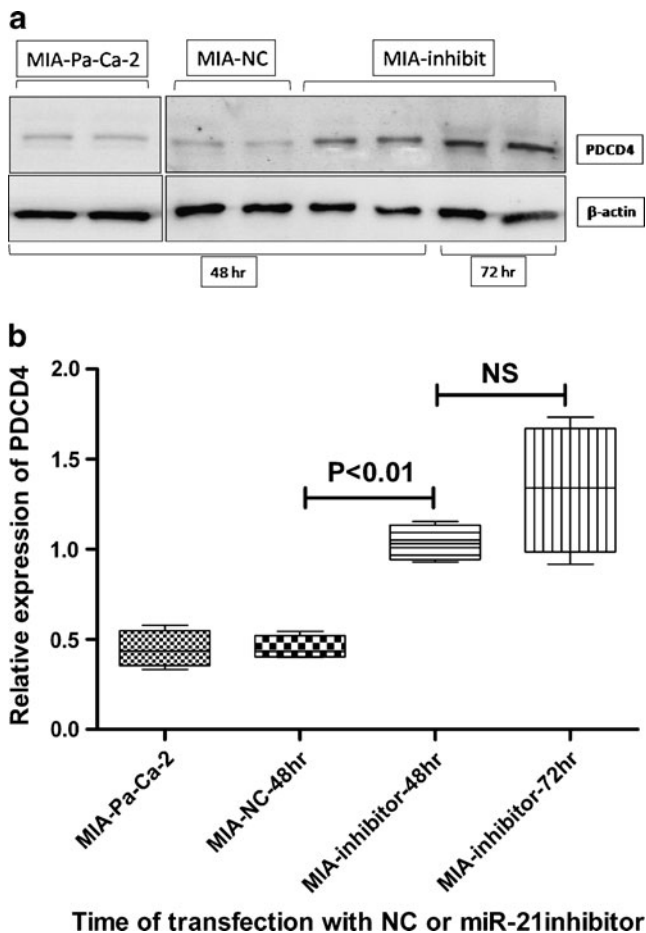 a
MIA-Pa-Ca-2 MIA-NC MIA-inhibit
PDCD4
β-actin
48 hr 72 hr
b
Relative expression of PDCD4
2.0
1.5
1.0
0.5
0.0
NS
P<0.01
MIA-Pa-Ca-2
MIA-NC-48hr
MIA-inhibitor-48hr
MIA-inhibitor-72hr
Time of transfection with NC or miR-21inhibitor